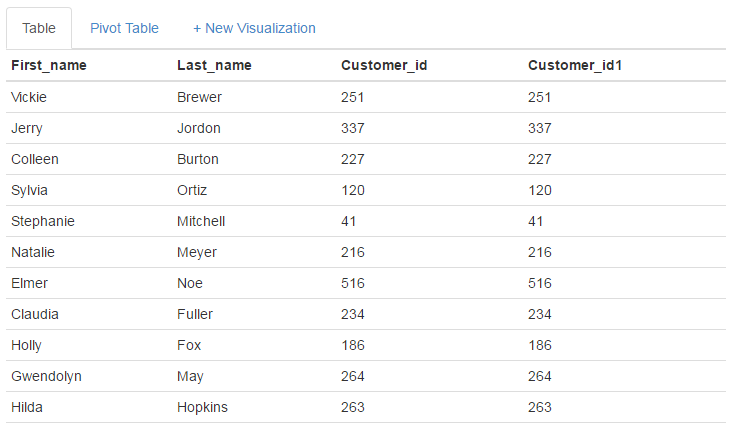 Table Pivot Table + New Visualization
First_name Last_name Customer_id Customer_id1
Vickie Brewer 251 251
Jerry Jordon 337 337
Colleen Burton 227 227
Sylvia Ortiz 120 120
Stephanie Mitchell 41 41
Natalie Meyer 216 216
Elmer Noe 516 516
Claudia Fuller 234 234
Holly Fox 186 186
Gwendolyn May 264 264
Hilda Hopkins 263 263